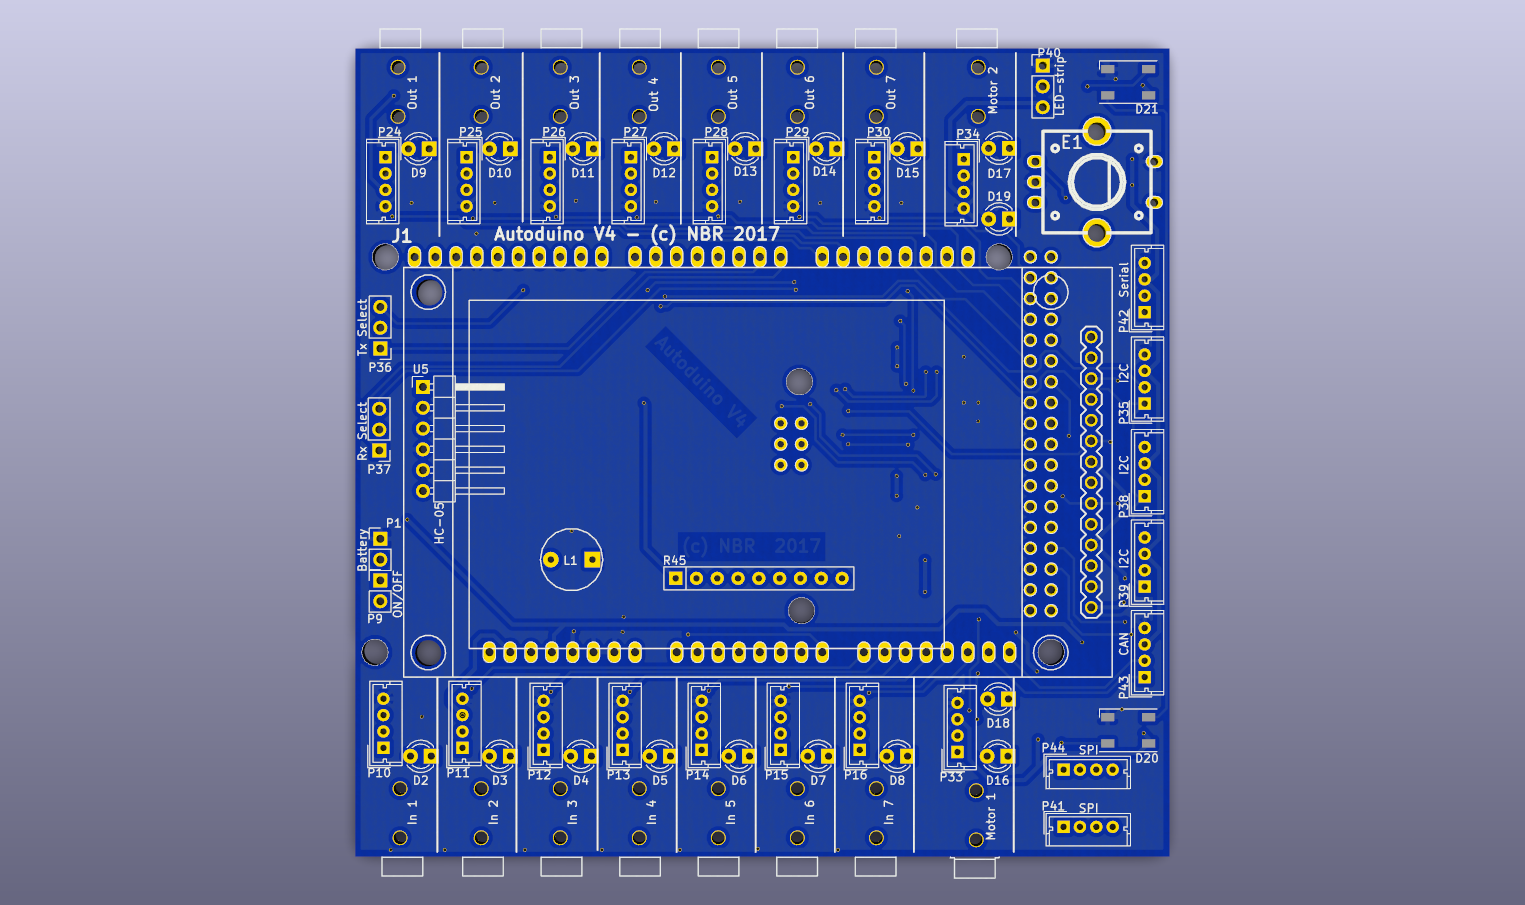 Out 1
Out 2
Out 3
Out 4
Out 5
Out 6
Out 7
Motor 2
P40
LED-strip
D21
P24
P25
P26
P27
P28
P29
P30
P34
E1
D9
D10
D11
D12
D13
D14
D15
D17
D19
J1
Autoduino V4 - (c) NBR 2017
Serial
P42
Tx Select
P36
U5
Autoduino V4
I2C
P35
Rx Select
P37
I2C
P38
HC-05
P1
Battery
L1
(c) NBR 2017
R45
I2C
P39
ON/OFF
P9
CAN
P43
D18
D20
P10
P11
P12
P13
P14
P15
P16
P33
D2
D3
D4
D5
D6
D7
D8
D16
P44
SPI
In 1
In 2
In 3
In 4
In 5
In 6
In 7
Motor 1
P41
SPI